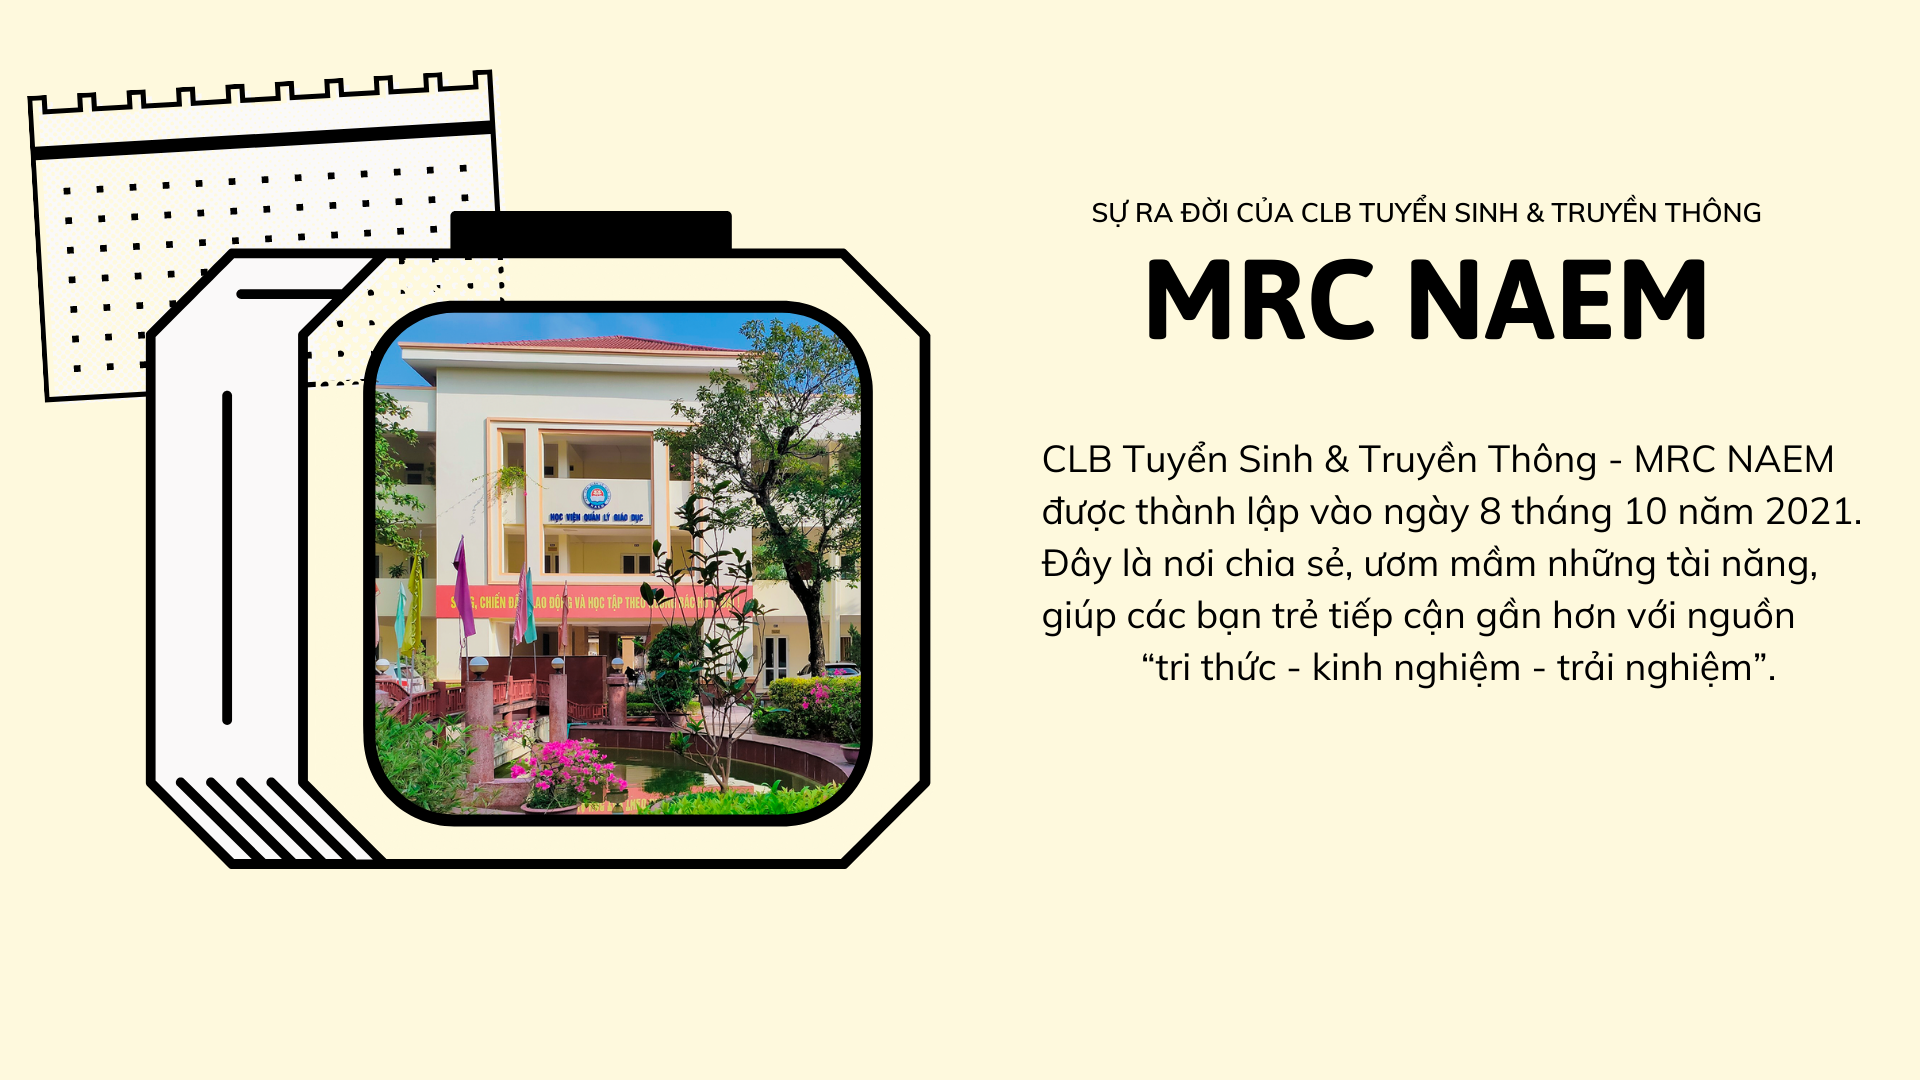 SỰ RA ĐỜI CỦA CLB TUYỂN SINH & TRUYỀN THÔNG
MRC NAEM
CLB Tuyển Sinh & Truyền Thông - MRC NAEM
được thành lập vào ngày 8 tháng 10 năm 2021.
Đây là nơi chia sẻ, ươm mầm những tài năng,
giúp các bạn trẻ tiếp cận gần hơn với nguồn
“tri thức - kinh nghiệm - trải nghiệm”.
HỌC VIỆN QUẢN LÝ GIÁO DỤC
CHIẾN LAO ĐỘNG VÀ HỌC TẬP THEO